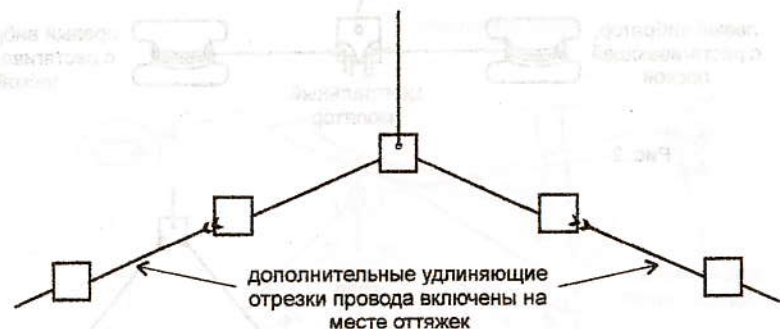 дополнительные удлиняющие
отрезки провода включены на
месте оттяжек